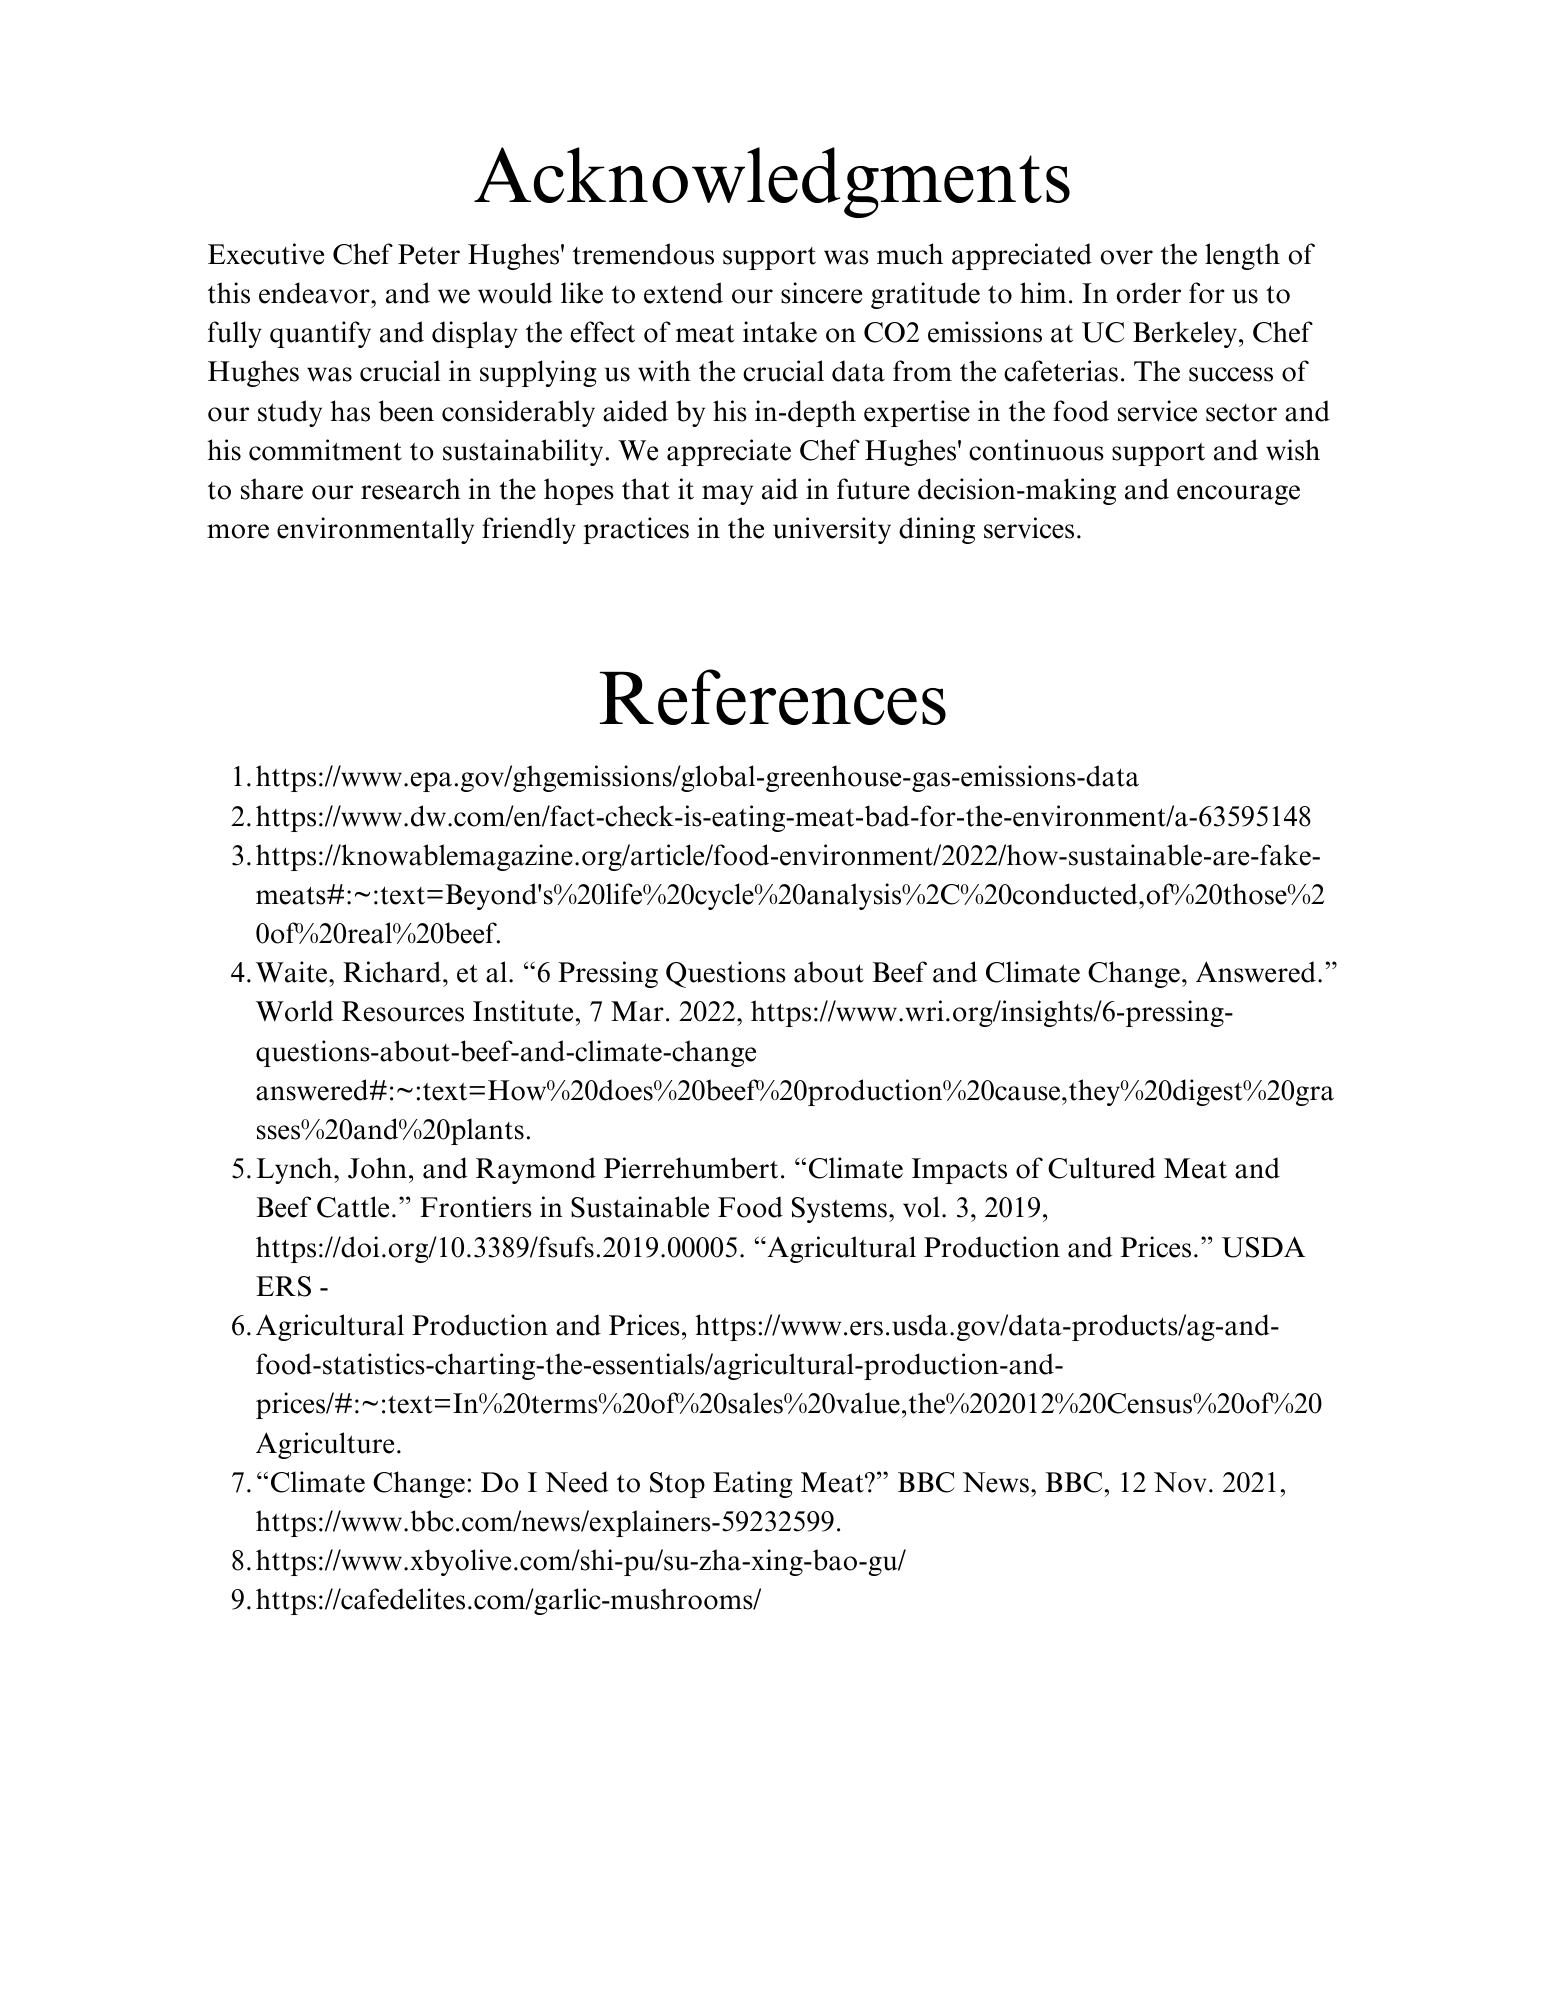 Acknowledgments
Executive Chef Peter Hughes' tremendous support was much appreciated over the length of
this endeavor, and we would like to extend our sincere gratitude to him. In order for us to
fully quantify and display the effect of meat intake on CO2 emissions at UC Berkeley, Chef
Hughes was crucial in supplying us with the crucial data from the cafeterias. The success of
our study has been considerably aided by his in-depth expertise in the food service sector and
his commitment to sustainability. We appreciate Chef Hughes' continuous support and wish
to share our research in the hopes that it may aid in future decision-making and encourage
more environmentally friendly practices in the university dining services.
References
1. https://www.epa.gov/ghgemissions/global-greenhouse-gas-emissions-data
2. https://www.dw.com/en/fact-check-is-eating-meat-bad-for-the-environment/a-63595148
3. https://knowablemagazine.org/article/food-environment/2022/how-sustainable-are-fake-
meats#:~:text=Beyond's%20life%20cycle%20analysis%2C%20conducted,of%20those%2
0of%20real%20beef.
4. Waite, Richard, et al. “6 Pressing Questions about Beef and Climate Change, Answered.”
World Resources Institute, 7 Mar. 2022, https://www.wri.org/insights/6-pressing-
questions-about-beef-and-climate-change
answered#:~:text=How%20does%20beef%20production%20cause,they%20digest%20gra
sses%20and%20plants.
5. Lynch, John, and Raymond Pierrehumbert. “Climate Impacts of Cultured Meat and
Beef Cattle.” Frontiers in Sustainable Food Systems, vol. 3, 2019,
https://doi.org/10.3389/fsufs.2019.00005. “Agricultural Production and Prices.” USDA
ERS -
6. Agricultural Production and Prices, https://www.ers.usda.gov/data-products/ag-and-
food-statistics-charting-the-essentials/agricultural-production-and-
prices/#:~:text=In%20terms%20of%20sales%20value,the%202012%20Census%20of%20
Agriculture.
7. “Climate Change: Do I Need to Stop Eating Meat?” BBC News, BBC, 12 Nov. 2021,
https://www.bbc.com/news/explainers-59232599.
8. https://www.xbyolive.com/shi-pu/su-zha-xing-bao-gu/
9. https://cafedelites.com/garlic-mushrooms/